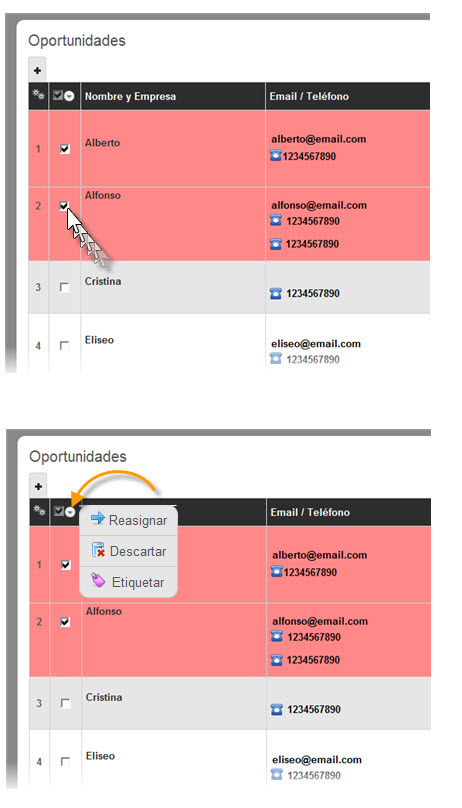 Oportunidades
+
Nombre y Empresa Email / Teléfono
1 Alberto alberto@email.com
1234567890
2 Alfonso alfonso@email.com
1234567890
1234567890
3 Cristina
1234567890
4 Eliseo eliseo@email.com
1234567890
Oportunidades
+
Email / Teléfono
Reasignar
Descartar
Etiquetar
1 alberto@email.com
1234567890
2 Alfonso alfonso@email.com
1234567890
1234567890
3 Cristina
1234567890
4 Eliseo eliseo@email.com
1234567890